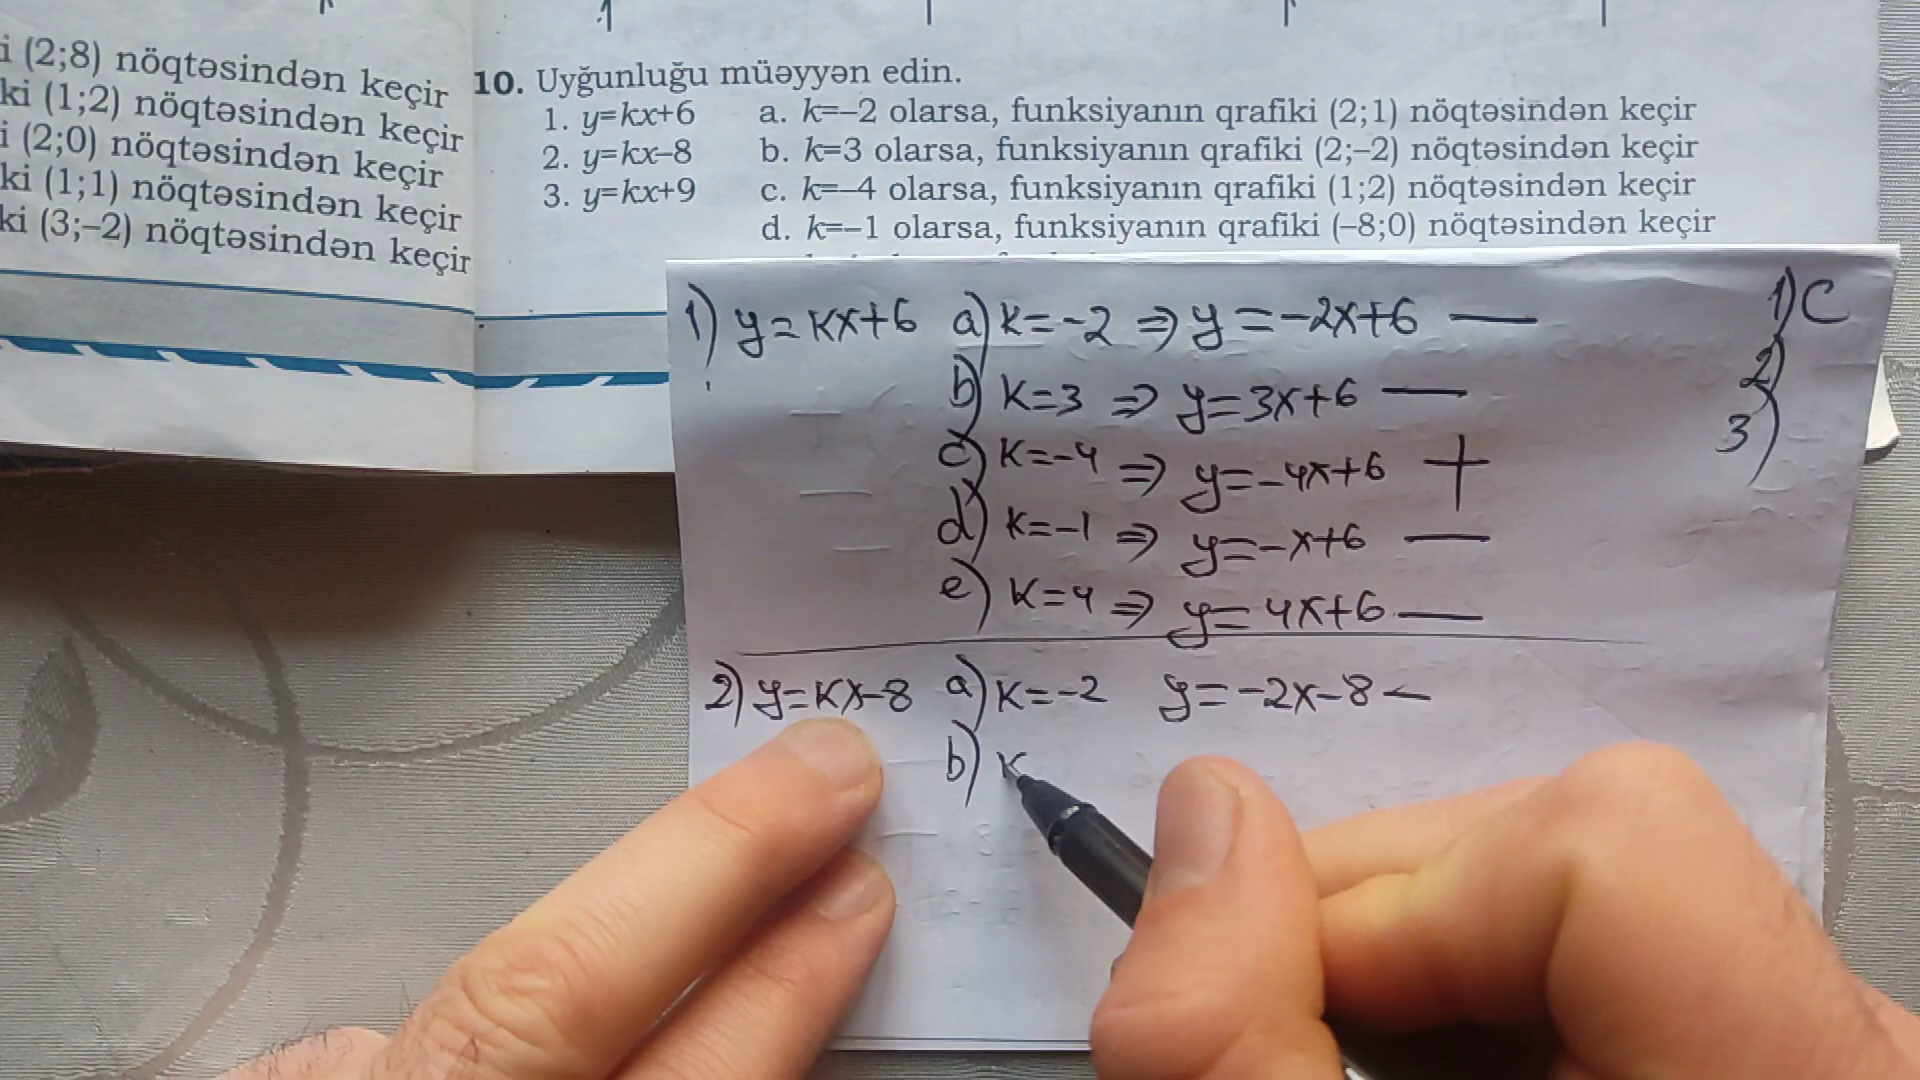 i (2;8) nöqtəsindən keçir
ki (1;2) nöqtəsindən keçir
i (2;0) nöqtəsindən keçir
ki (1;1) nöqtəsindən keçir
ki (3;–2) nöqtəsindən keçir
10. Uyğunluğu müəyyən edin.
1. y=kx+6
2. y=kx–8
3. y=kx+9
a. k=–2 olarsa, funksiyanın qrafiki (2;1) nöqtəsindən keçir
b. k=3 olarsa, funksiyanın qrafiki (2;–2) nöqtəsindən keçir
c. k=–4 olarsa, funksiyanın qrafiki (1;2) nöqtəsindən keçir
d. k=–1 olarsa, funksiyanın qrafiki (–8;0) nöqtəsindən keçir
1) y=kx+6 a) k=-2 ⇒ y=-2x+6 —
b) k=3 ⇒ y=3x+6 —
c) k=-4 ⇒ y=-4x+6 +
d) k=-1 ⇒ y=-x+6 —
e) k=4 ⇒ y=4x+6 —
2) y=kx-8 a) k=-2 y=-2x-8 -
b) k
1) C
2)
3)